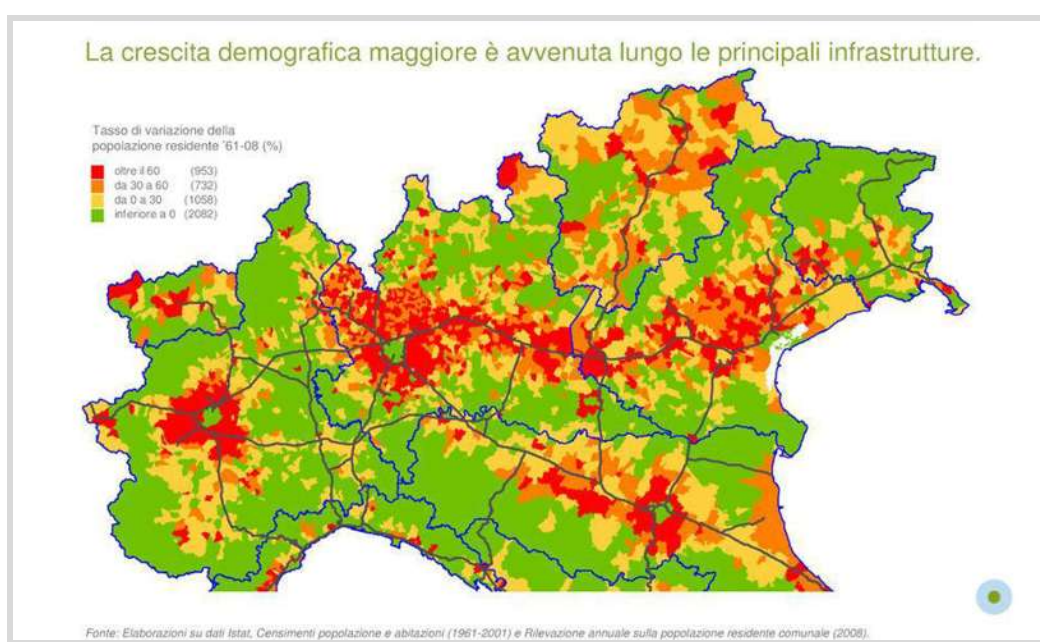 La crescita demografica maggiore è avvenuta lungo le principali infrastrutture.
Tasso di variazione della
popolazione residente '61-08 (%)
oltre il 60 (953)
da 30 a 60 (732)
da 0 a 30 (1058)
inferiore a 0 (2082)
Fonte: Elaborazioni su dati Istat, Censimenti popolazione e abitazioni (1961-2001) e Rilevazione annuale sulla popolazione residente comunale (2008).